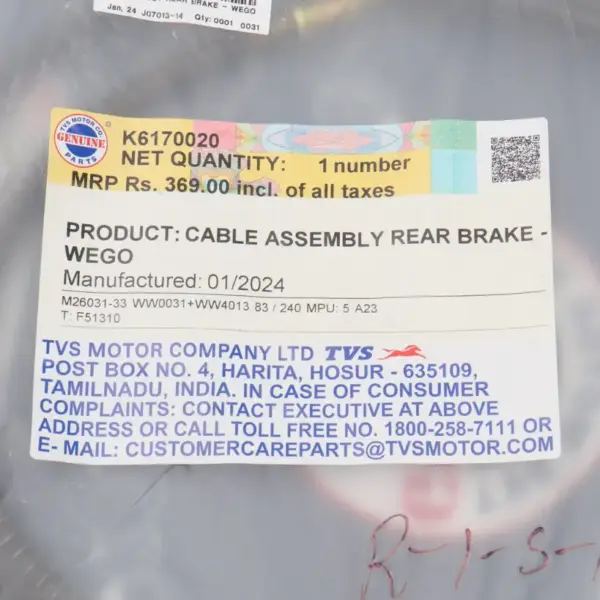 REAR BRAKE - WEGO
Jan, 24 J07013-14 Qty: 0001 0031
TVS MOTOR CO.
GENUINE
PARTS
K6170020
NET QUANTITY: 1 number
MRP Rs. 369.00 incl. of all taxes
PRODUCT: CABLE ASSEMBLY REAR BRAKE -
WEGO
Manufactured: 01/2024
M26031-33 WW0031+WW4013 83 / 240 MPU: 5 A23
T: F51310
TVS MOTOR COMPANY LTD TVS
POST BOX NO. 4, HARITA, HOSUR - 635109,
TAMILNADU, INDIA. IN CASE OF CONSUMER
COMPLAINTS: CONTACT EXECUTIVE AT ABOVE
ADDRESS OR CALL TOLL FREE NO. 1800-258-7111 OR
E- MAIL: CUSTOMERCAREPARTS@TVSMOTOR.COM
R-1-S-